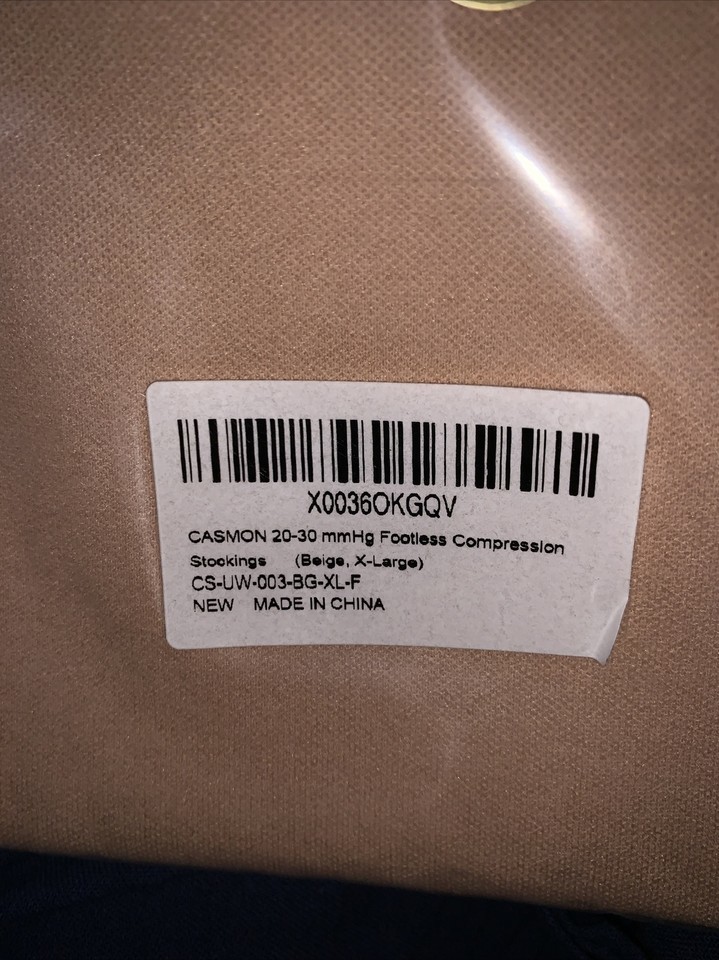 X0036OKGQV
CASMON 20-30 mmHg Footless Compression
Stockings (Beige, X-Large)
CS-UW-003-BG-XL-F
NEW MADE IN CHINA